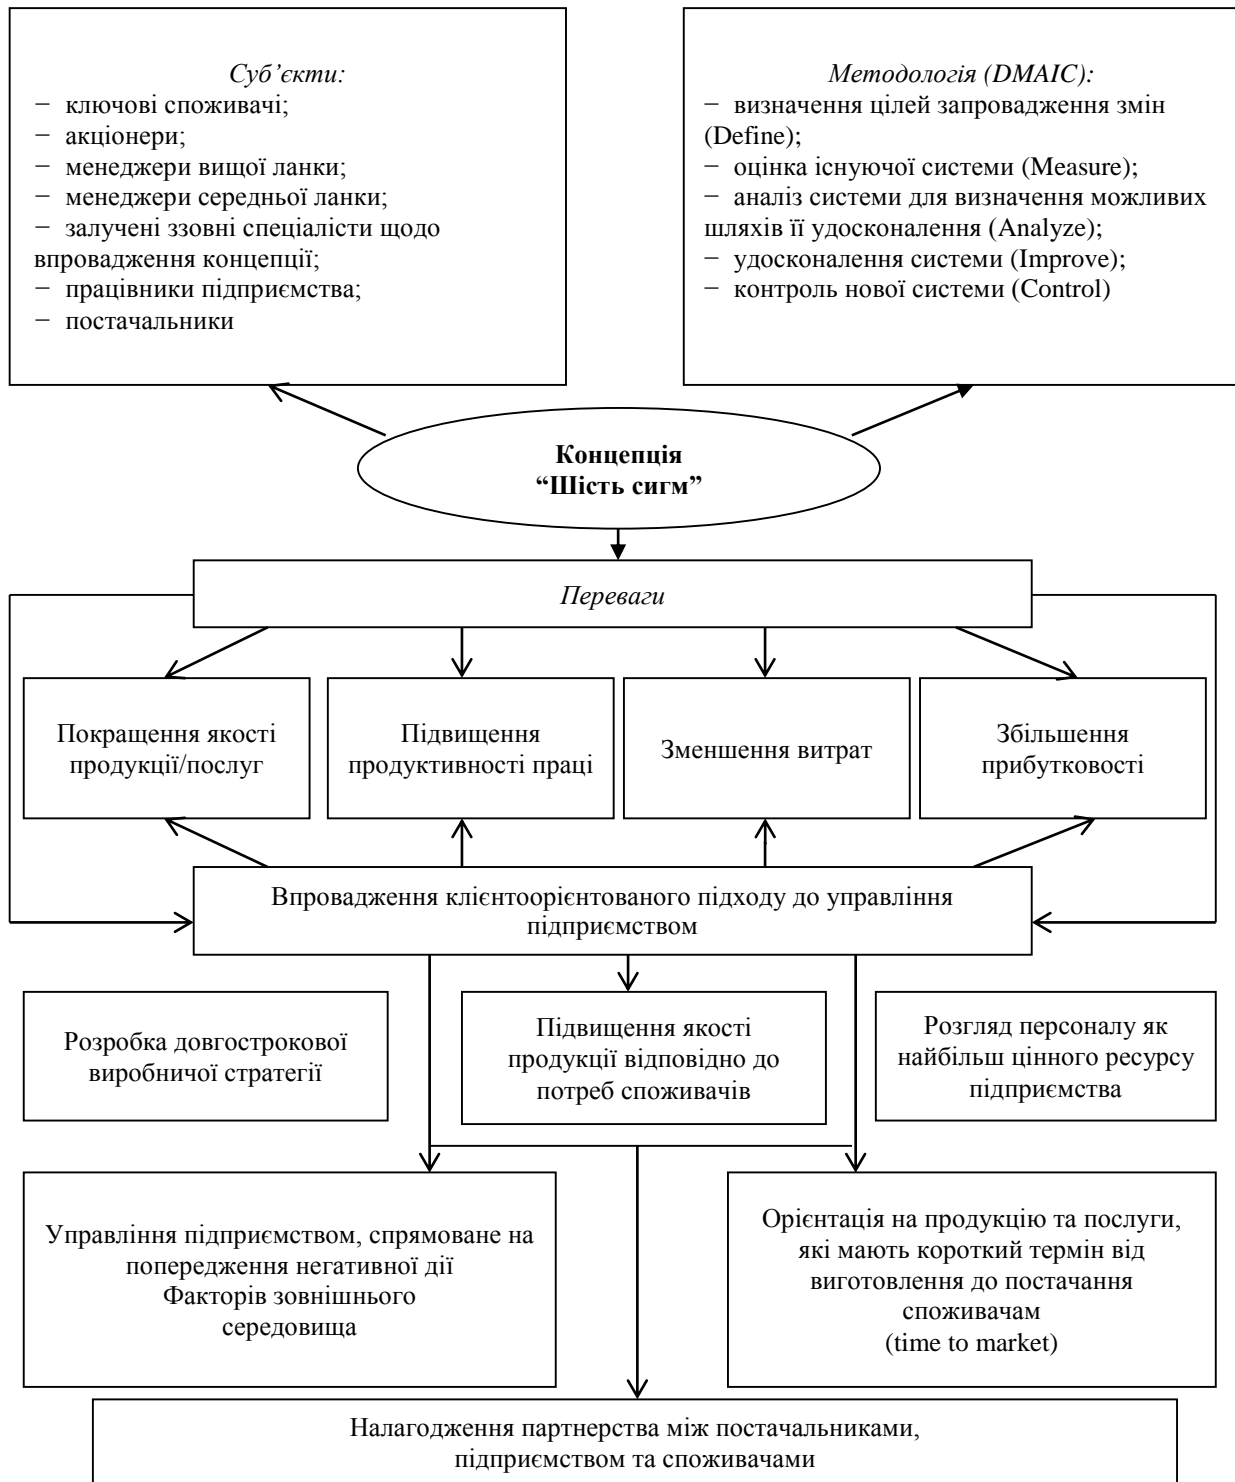 Суб’єкти:
− ключові споживачі;
− акціонери;
− менеджери вищої ланки;
− менеджери середньої ланки;
− залучені ззовні спеціалісти щодо
впровадження концепції;
− працівники підприємства;
− постачальники
Методологія (DMAIC):
− визначення цілей запровадження змін
(Define);
− оцінка існуючої системи (Measure);
− аналіз системи для визначення можливих
шляхів її удосконалення (Analyze);
− удосконалення системи (Improve);
− контроль нової системи (Control)
Концепція
“Шість сигм”
Переваги
Покращення якості
продукції/послуг
Підвищення
продуктивності праці
Зменшення витрат
Збільшення
прибутковості
Впровадження клієнтоорієнтованого підходу до управління
підприємством
Розробка довгострокової
виробничої стратегії
Підвищення якості
продукції відповідно до
потреб споживачів
Розгляд персоналу як
найбільш цінного ресурсу
підприємства
Управління підприємством, спрямоване на
попередження негативної дії
Факторів зовнішнього
середовища
Орієнтація на продукцію та послуги,
які мають короткий термін від
виготовлення до постачання
споживачам
(time to market)
Налагодження партнерства між постачальниками,
підприємством та споживачами